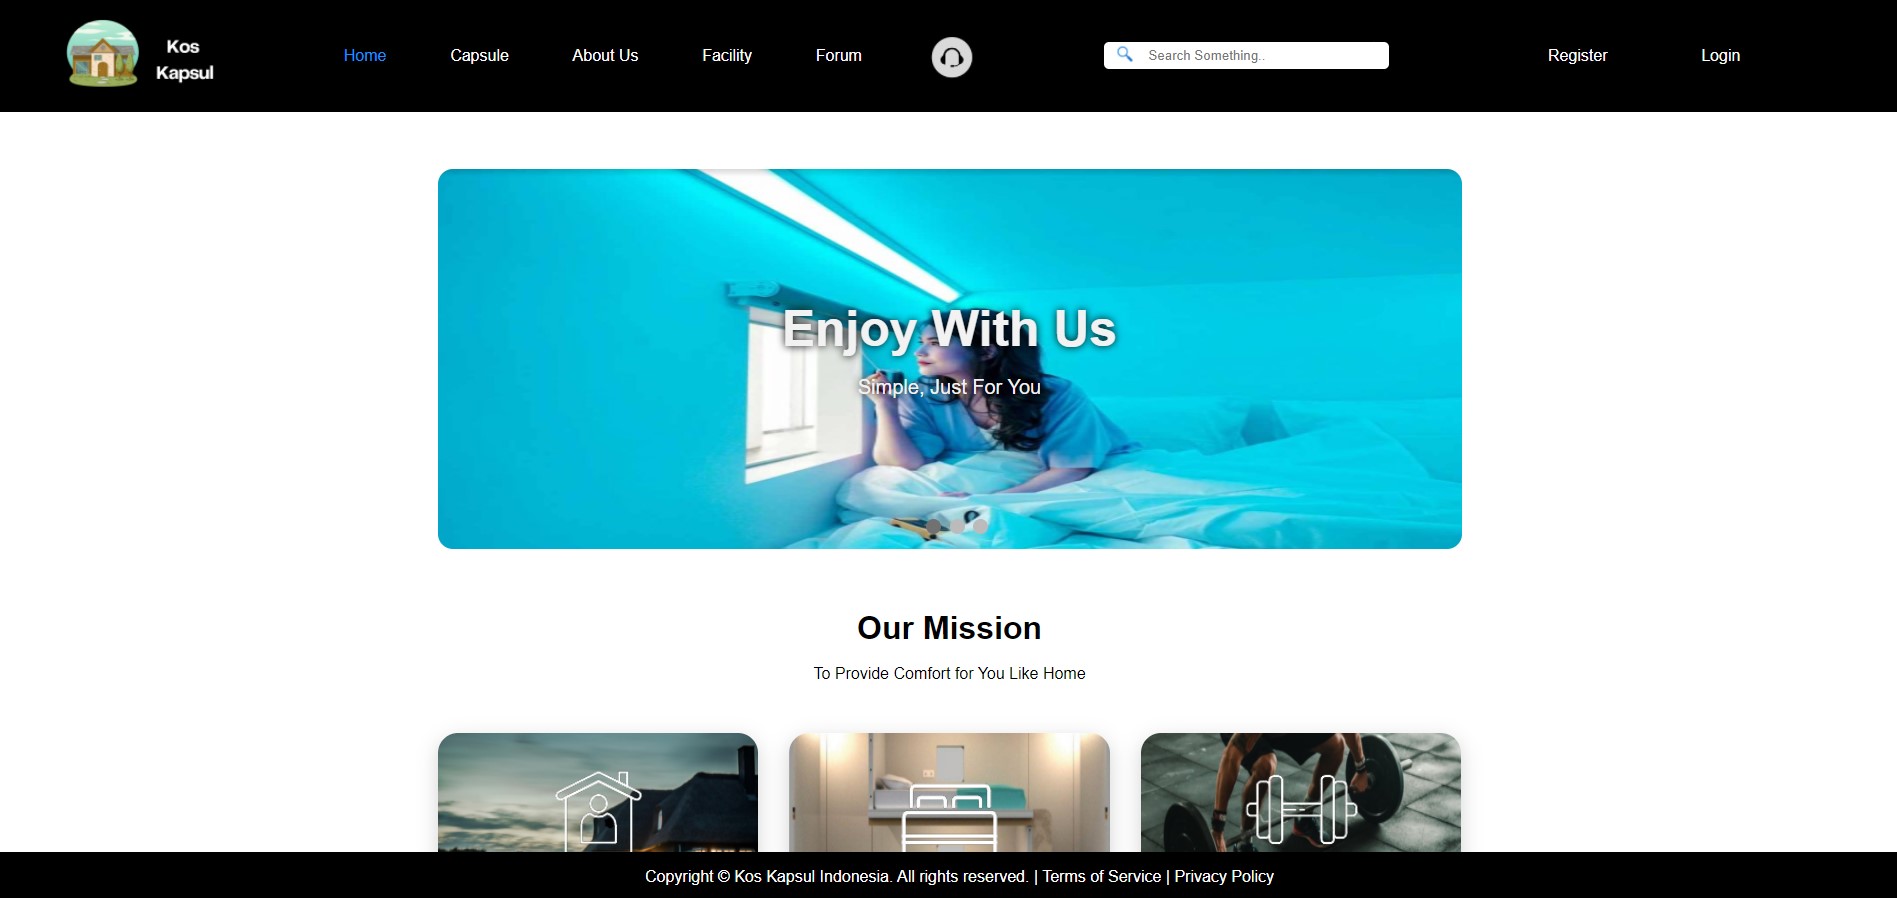 Kos
Kapsul
Home
Capsule
About Us
Facility
Forum
Search Something..
Register
Login
Enjoy With Us
Simple, Just For You
Our Mission
To Provide Comfort for You Like Home
Copyright © Kos Kapsul Indonesia. All rights reserved. | Terms of Service | Privacy Policy